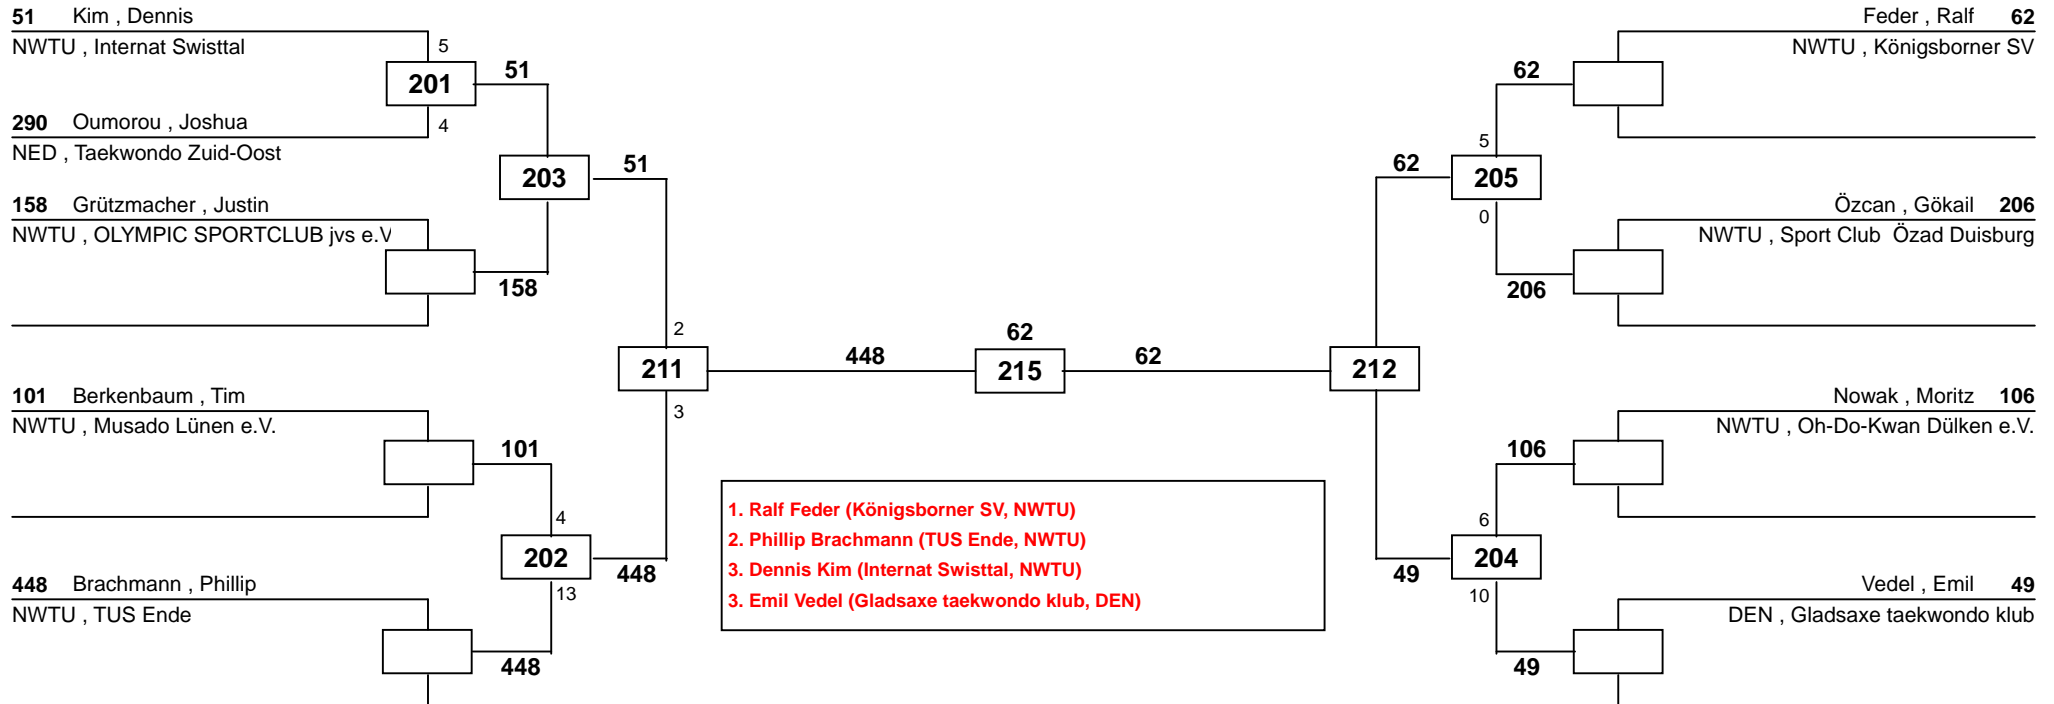 51 Kim , Dennis
NWTU , Internat Swisttal
5
201
51
290 Oumorou , Joshua
4
NED , Taekwondo Zuid-Oost
203
51
158 Grützmacher , Justin
NWTU , OLYMPIC SPORTCLUB jvs e.V
158
2
211
448
3
101 Berkenbaum , Tim
NWTU , Musado Lünen e.V.
101
4
202
448
13
448 Brachmann , Phillip
NWTU , TUS Ende
448
62
215
62
1. Ralf Feder (Königsborner SV, NWTU)
2. Phillip Brachmann (TUS Ende, NWTU)
3. Dennis Kim (Internat Swisttal, NWTU)
3. Emil Vedel (Gladsaxe taekwondo klub, DEN)
Feder , Ralf 62
NWTU , Königsborner SV
62
5
62
205
0
Özcan , Gökail 206
NWTU , Sport Club Özad Duisburg
206
212
Nowak , Moritz 106
NWTU , Oh-Do-Kwan Dülken e.V.
106
6
204
49
10
Vedel , Emil 49
DEN , Gladsaxe taekwondo klub
49